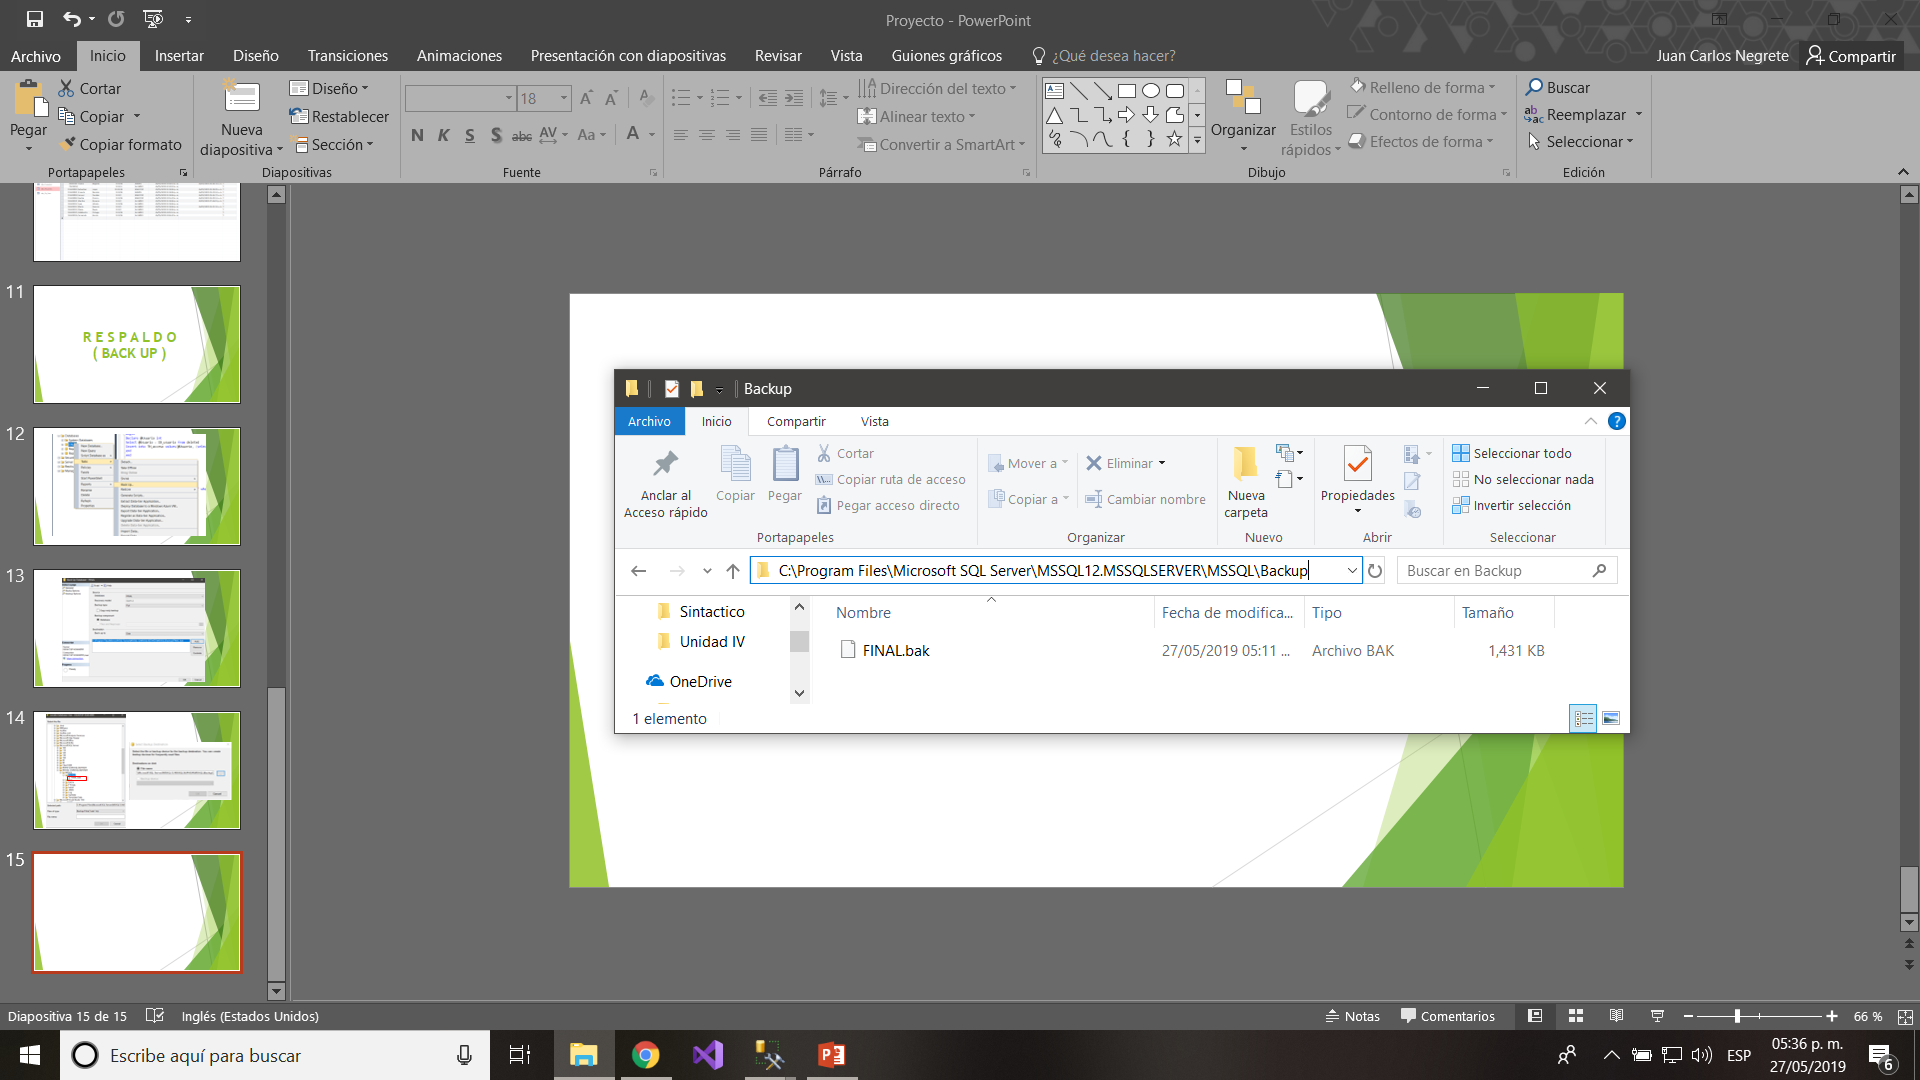 Proyecto - PowerPoint
Archivo Inicio Insertar Diseño Transiciones Animaciones Presentación con diapositivas Revisar Vista Guiones gráficos ¿Qué desea hacer? Juan Carlos Negrete Compartir
Pegar
Cortar
Copiar
Copiar formato
Portapapeles
Nueva
diapositiva
Diseño
Restablecer
Sección
Diapositivas
18
N K S S abc AV Aa A
Fuente
Dirección del texto
Alinear texto
Convertir a SmartArt
Párrafo
Organizar
Estilos
rápidos
Relleno de forma
Contorno de forma
Efectos de forma
Dibujo
Buscar
Reemplazar
Seleccionar
Edición
11
RESPALDO
( BACK UP )
12
13
14
15
Backup
Archivo Inicio Compartir Vista
Anclar al
Acceso rápido
Copiar
Pegar
Cortar
Copiar ruta de acceso
Pegar acceso directo
Portapapeles
Mover a
Copiar a
Eliminar
Cambiar nombre
Organizar
Nueva
carpeta
Nuevo
Propiedades
Abrir
Seleccionar todo
No seleccionar nada
Invertir selección
Seleccionar
C:\Program Files\Microsoft SQL Server\MSSQL12.MSSQLSERVER\MSSQL\Backup
Buscar en Backup
Sintactico
Unidad IV
OneDrive
Nombre Fecha de modifica... Tipo Tamaño
FINAL.bak 27/05/2019 05:11 ... Archivo BAK 1,431 KB
1 elemento
Diapositiva 15 de 15 Inglés (Estados Unidos) Notas Comentarios 66 %
Escribe aquí para buscar
ESP
05:36 p. m.
27/05/2019
6